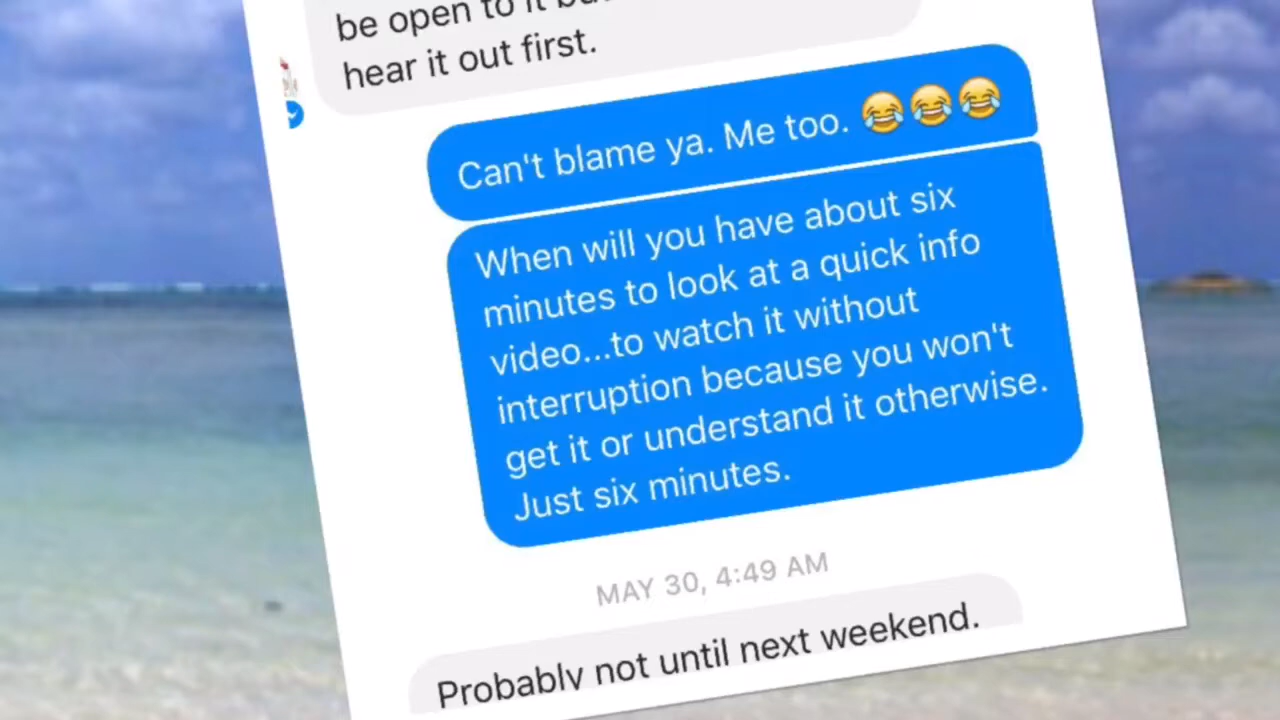 be open to it
hear it out first.
Can't blame ya. Me too. 😂😂😂
When will you have about six
minutes to look at a quick info
video...to watch it without
interruption because you won't
get it or understand it otherwise.
Just six minutes.
MAY 30, 4:49 AM
Probably not until next weekend.